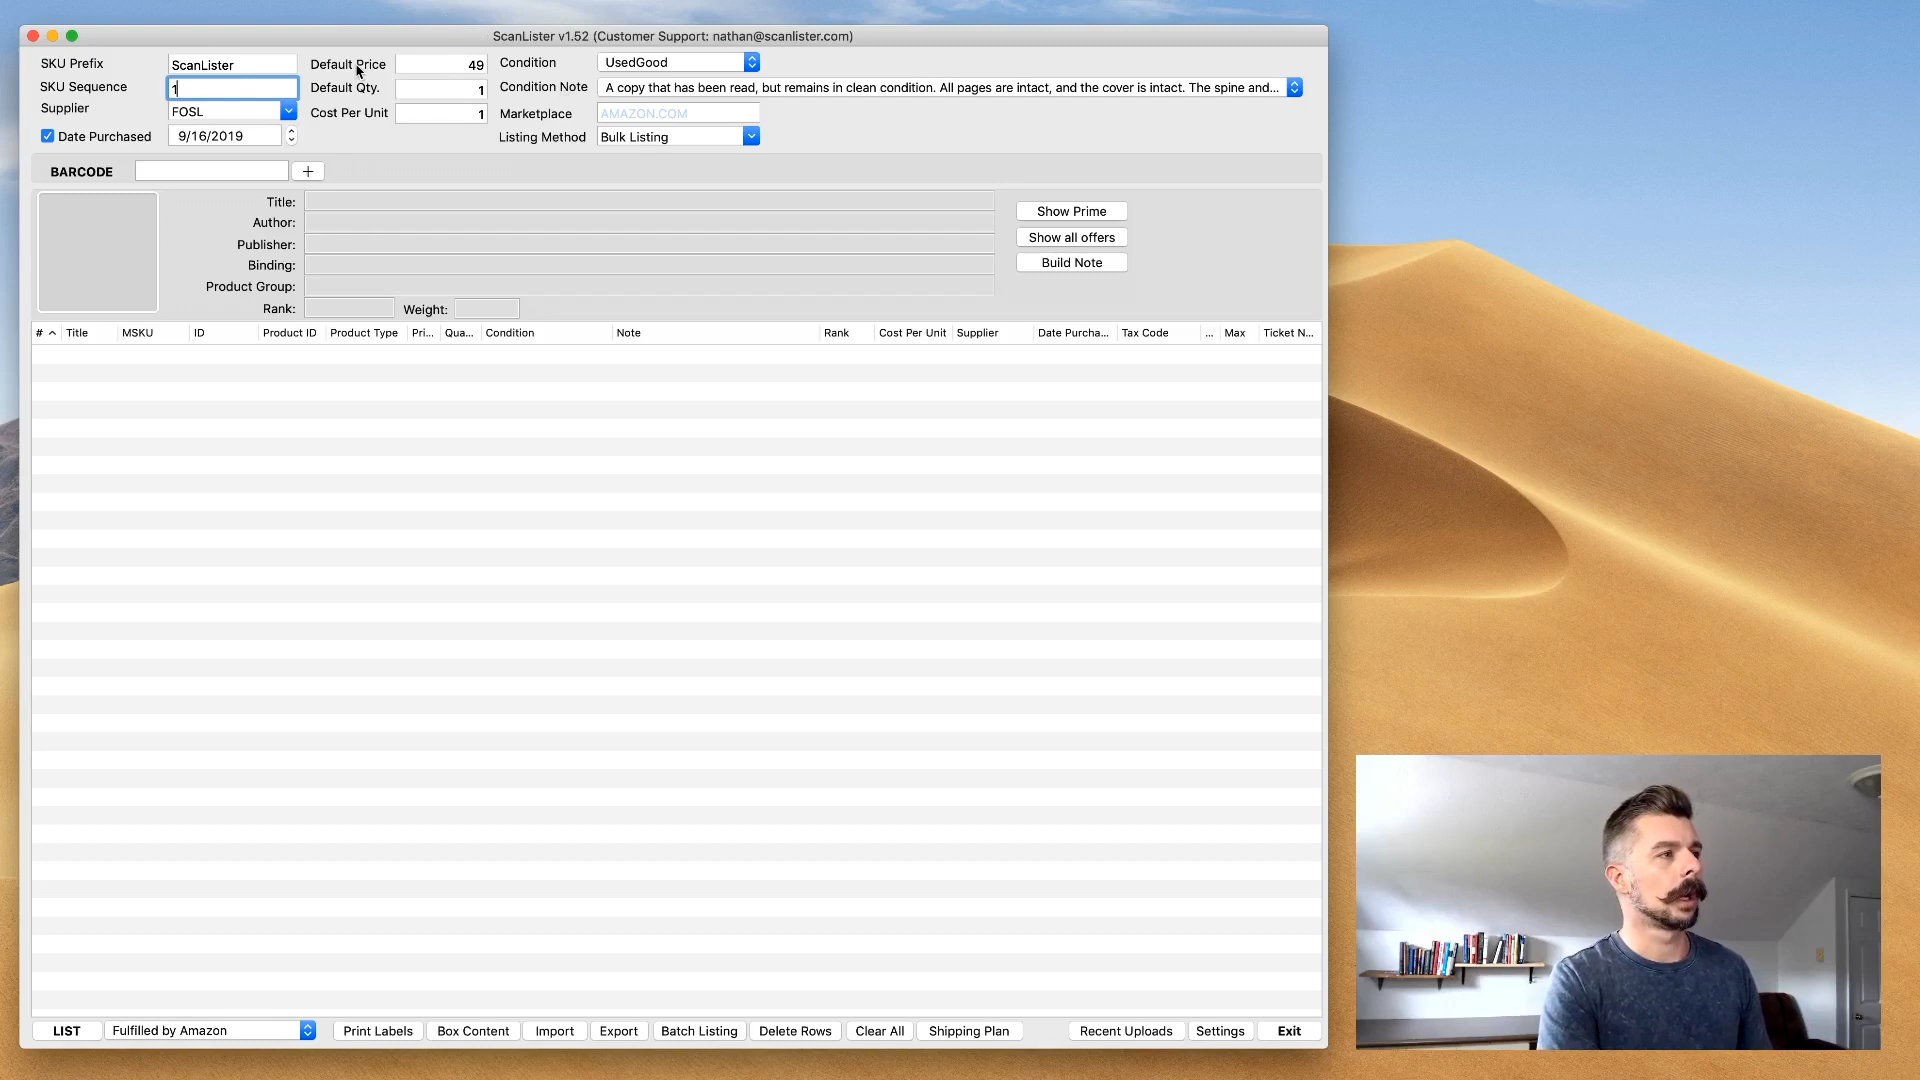 ScanLister v1.52 (Customer Support: nathan@scanlister.com)
SKU Prefix ScanLister Default Price 49 Condition UsedGood
SKU Sequence 1 Default Qty. 1 Condition Note A copy that has been read, but remains in clean condition. All pages are intact, and the cover is intact. The spine and...
Supplier FOSL Cost Per Unit 1 Marketplace AMAZON.COM
Date Purchased 9/16/2019 Listing Method Bulk Listing
BARCODE +
Title: Show Prime
Author:
Publisher: Show all offers
Binding: Build Note
Product Group:
Rank: Weight:
# Title MSKU ID Product ID Product Type Pri... Qua... Condition Note Rank Cost Per Unit Supplier Date Purcha... Tax Code ... Max Ticket N...
LIST Fulfilled by Amazon Print Labels Box Content Import Export Batch Listing Delete Rows Clear All Shipping Plan Recent Uploads Settings Exit